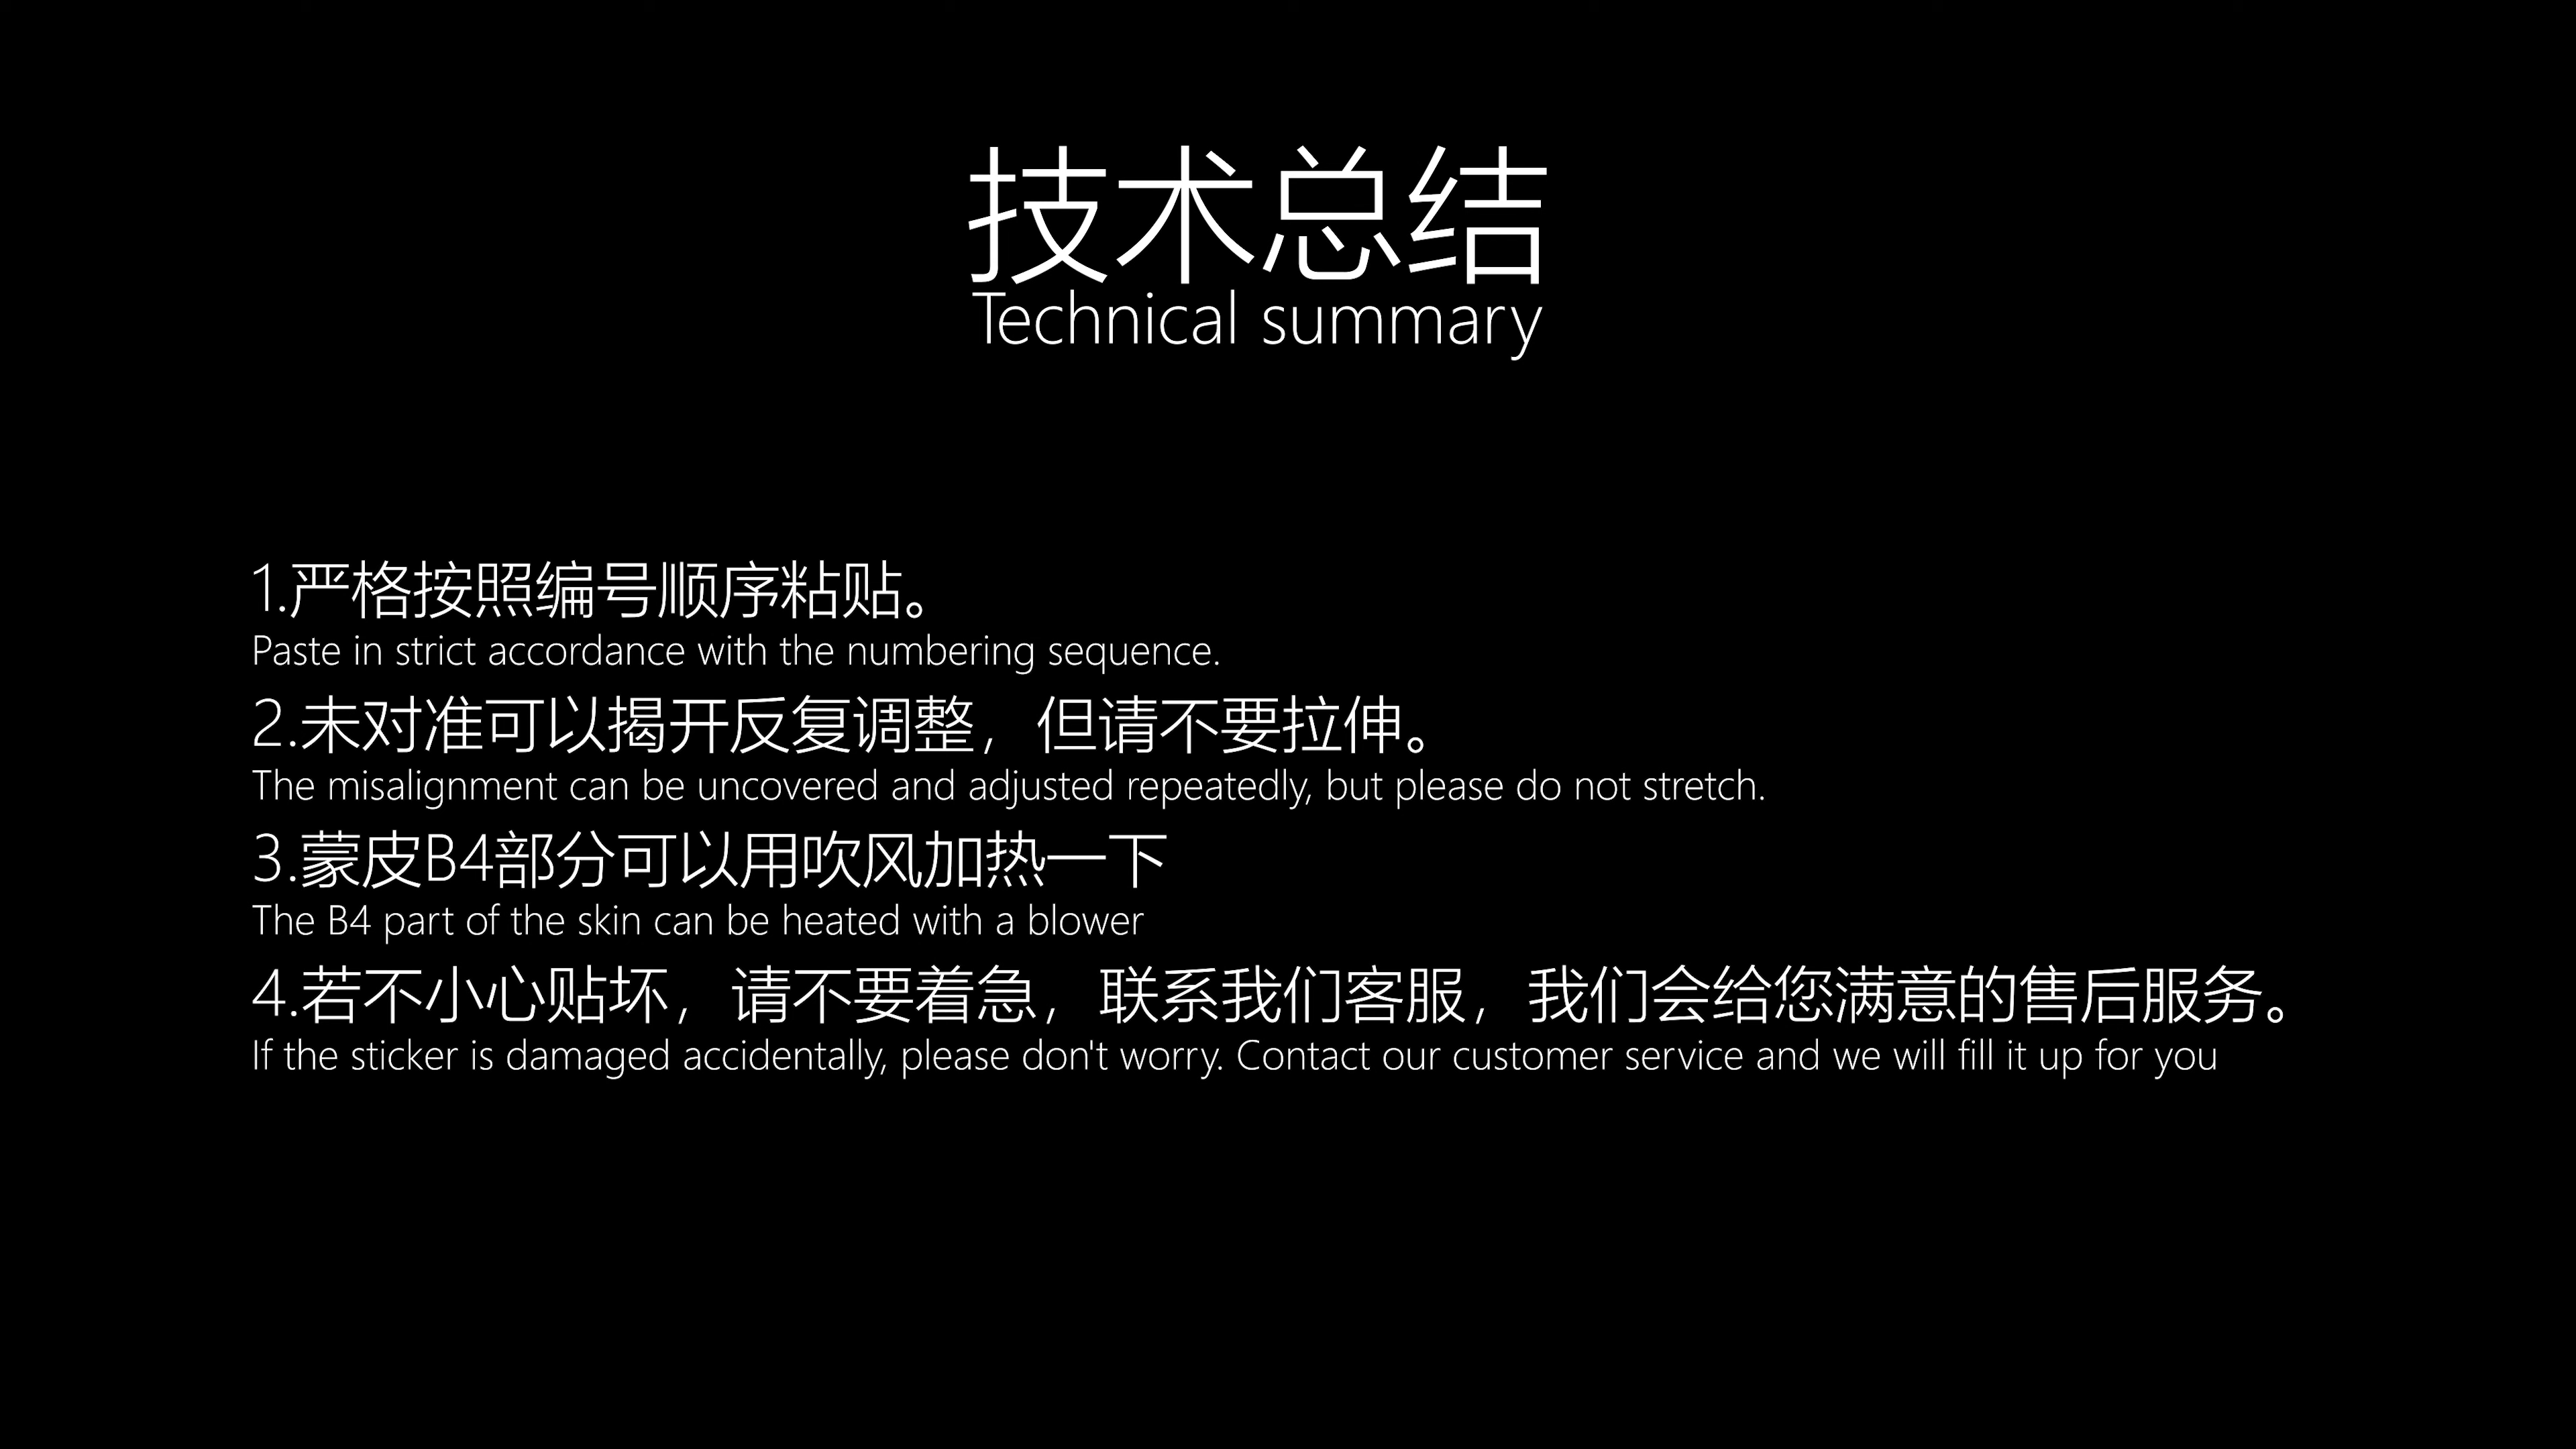 技术总结
Technical summary
1.严格按照编号顺序粘贴。
Paste in strict accordance with the numbering sequence.
2.未对准可以揭开反复调整，但请不要拉伸。
The misalignment can be uncovered and adjusted repeatedly, but please do not stretch.
3.蒙皮B4部分可以用吹风加热一下
The B4 part of the skin can be heated with a blower
4.若不小心贴坏，请不要着急，联系我们客服，我们会给您满意的售后服务。
If the sticker is damaged accidentally, please don't worry. Contact our customer service and we will fill it up for you